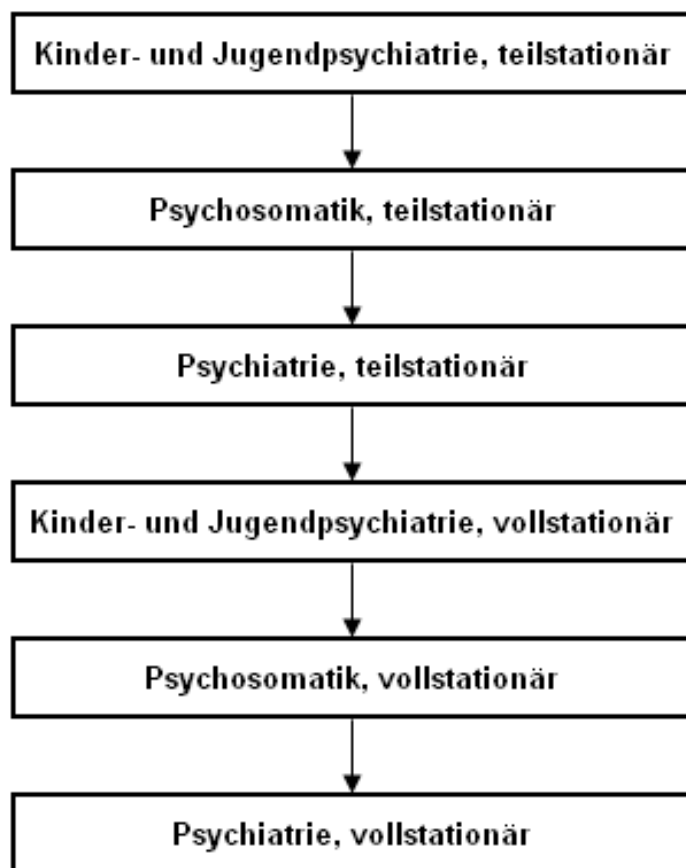 Kinder- und Jugendpsychiatrie, teilstationär
Psychosomatik, teilstationär
Psychiatrie, teilstationär
Kinder- und Jugendpsychiatrie, vollstationär
Psychosomatik, vollstationär
Psychiatrie, vollstationär